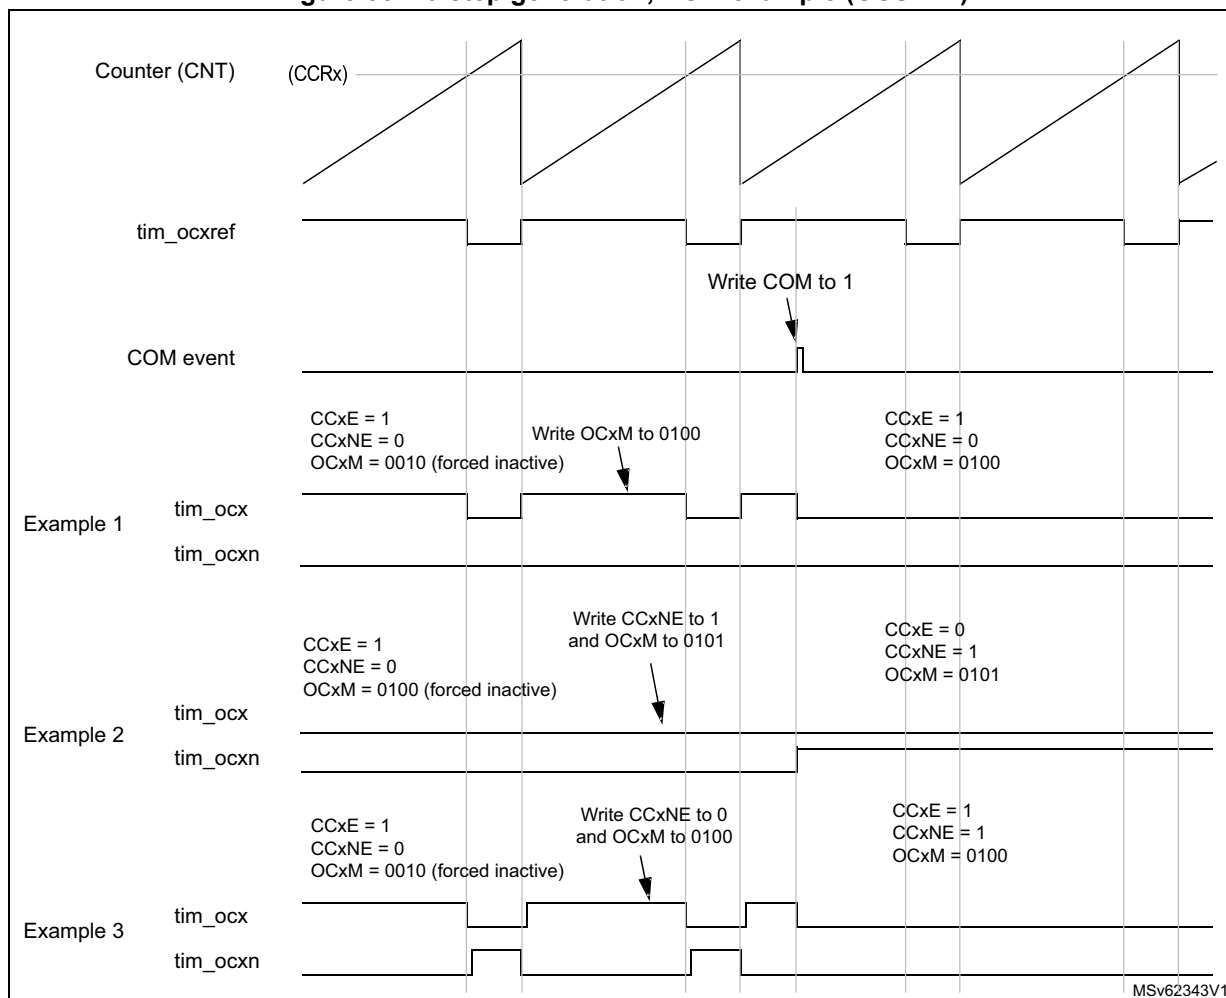 Counter (CNT)
(CCRx)
tim_ocxref
Write COM to 1
COM event
CCxE = 1
CCxNE = 0
OCxM = 0010 (forced inactive)
Write OCxM to 0100
CCxE = 1
CCxNE = 0
OCxM = 0100
Example 1
tim_ocx
tim_ocxn
CCxE = 1
CCxNE = 0
OCxM = 0100 (forced inactive)
Write CCxNE to 1
and OCxM to 0101
CCxE = 0
CCxNE = 1
OCxM = 0101
Example 2
tim_ocx
tim_ocxn
CCxE = 1
CCxNE = 0
OCxM = 0010 (forced inactive)
Write CCxNE to 0
and OCxM to 0100
CCxE = 1
CCxNE = 1
OCxM = 0100
Example 3
tim_ocx
tim_ocxn
MSv62343V1